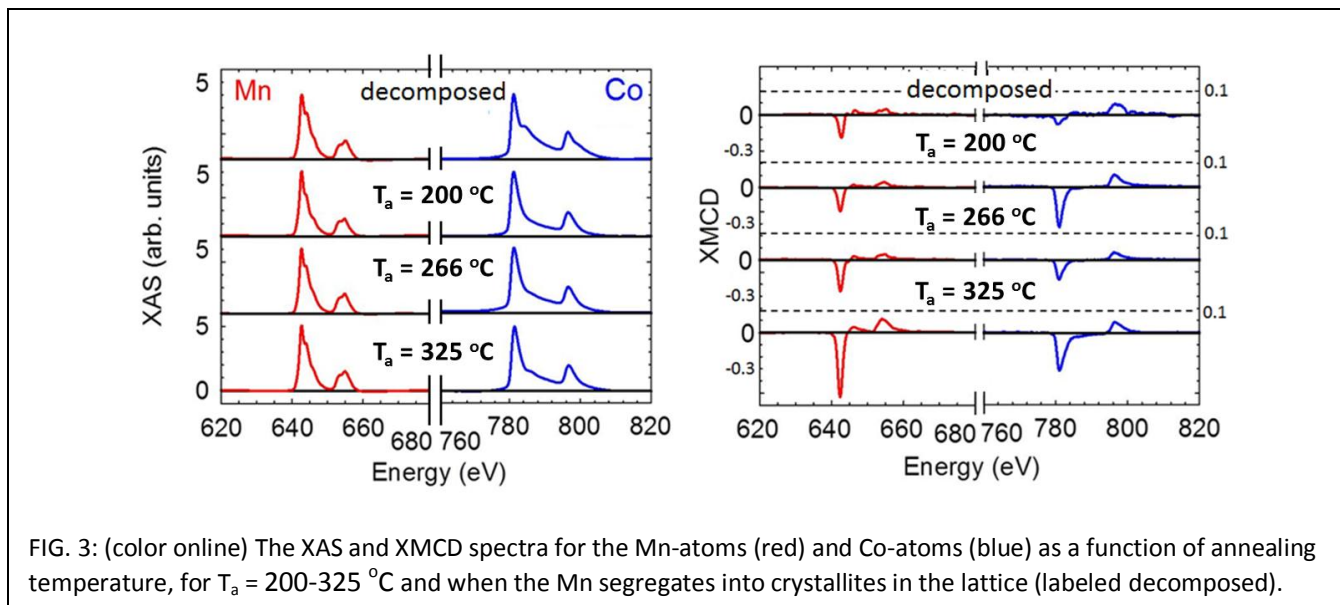 Mn decomposed Co
5
T_a = 200 °C
5
T_a = 266 °C
5
T_a = 325 °C
5
0
XAS (arb. units)
620 640 660 680 760 780 800 820
Energy (eV)
decomposed
0.1
0
T_a = 200 °C
-0.3
0.1
0
T_a = 266 °C
-0.3
0.1
0
T_a = 325 °C
-0.3
0.1
0
-0.3
XMCD
620 640 660 680 760 780 800 820
Energy (eV)
FIG. 3: (color online) The XAS and XMCD spectra for the Mn-atoms (red) and Co-atoms (blue) as a function of annealing
temperature, for T_a = 200-325 °C and when the Mn segregates into crystallites in the lattice (labeled decomposed).